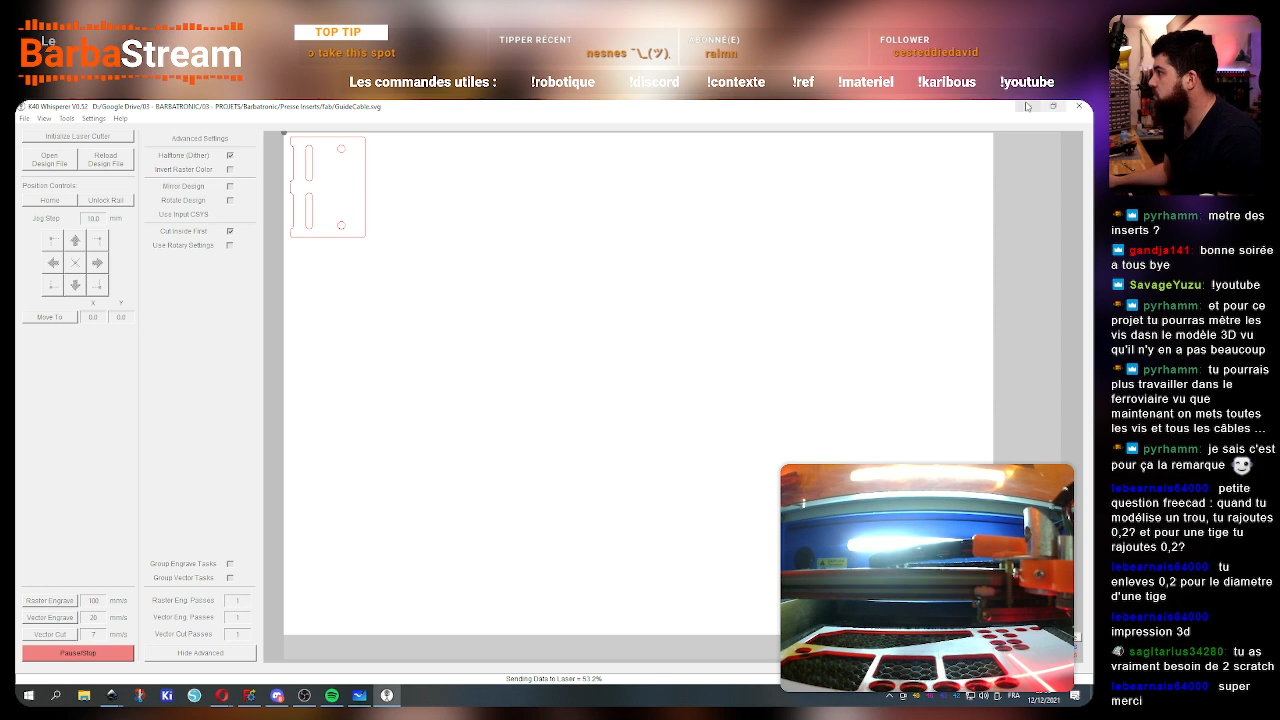 Le
BarbaStream
TOP TIP
o take this spot
TIPPER RÉCENT
nesnes ¯\_(ツ)_
ABONNÉ(E)
raimn
FOLLOWER
cesteddiedavid
Les commandes utiles : !robotique !discord !contexte !ref !materiel !karibous !youtube
K40 Whisperer V0.52 D:/Google Drive/03 - BARBATRONIC/03 - PROJETS/Barbatronic/Presse Inserts/fab/GuideCable.svg
File View Tools Settings Help
Initialize Laser Cutter
Open
Design File
Reload
Design File
Position Controls:
Home
Unlock Rail
Jog Step 10.0 mm
X Y
Move To 0.0 0.0
Raster Engrave 100 mm/s
Vector Engrave 20 mm/s
Vector Cut 7 mm/s
Pause/Stop
Advanced Settings
Halftone (Dither)
Invert Raster Color
Mirror Design
Rotate Design
Use Input CSYS
Cut Inside First
Use Rotary Settings
Group Engrave Tasks
Group Vector Tasks
Raster Eng. Passes 1
Vector Eng. Passes 1
Vector Cut Passes 1
Hide Advanced
Sending Data to Laser = 53.2%
Ki
FRA
12/12/2021
pyrhamm: metre des
inserts ?
gandja141: bonne soirée
a tous bye
SavageYuzu: !youtube
pyrhamm: et pour ce
projet tu pourras mètre les
vis dasn le modèle 3D vu
qu'il n'y en a pas beaucoup
pyrhamm: tu pourrais
plus travailler dans le
ferroviaire vu que
maintenant on mets toutes
les vis et tous les câbles ...
pyrhamm: je sais c'est
pour ça la remarque
lebearnais64000: petite
question freecad : quand tu
modélise un trou, tu rajoutes
0,2? et pour une tige tu
rajoutes 0,2?
lebearnais64000: tu
enleves 0,2 pour le diametre
d'une tige
lebearnais64000:
impression 3d
sagitarius34280: tu as
vraiment besoin de 2 scratch
lebearnais64000: super
merci